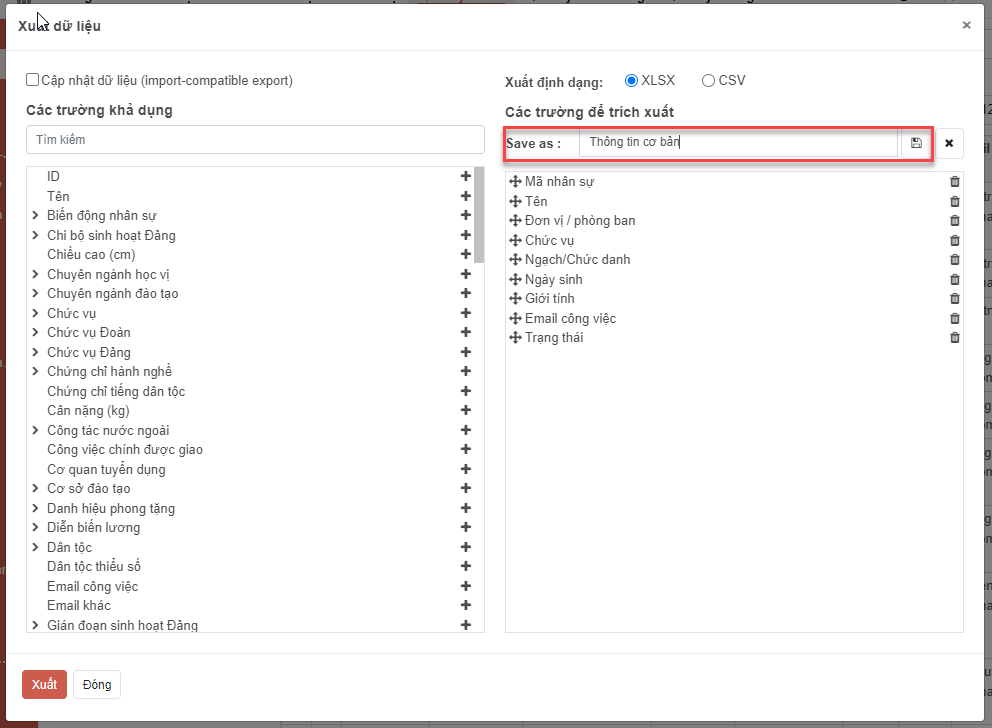 Xuất dữ liệu
×
Cập nhật dữ liệu (import-compatible export)
Xuất định dạng:
XLSX
CSV
Các trường khả dụng
Tìm kiếm
ID
Tên
Biến động nhân sự
Chi bộ sinh hoạt Đảng
Chiều cao (cm)
Chuyên ngành học vị
Chuyên ngành đào tạo
Chức vụ
Chức vụ Đoàn
Chức vụ Đảng
Chứng chỉ hành nghề
Chứng chỉ tiếng dân tộc
Cân nặng (kg)
Công tác nước ngoài
Công việc chính được giao
Cơ quan tuyển dụng
Cơ sở đào tạo
Danh hiệu phong tặng
Diễn biến lương
Dân tộc
Dân tộc thiểu số
Email công việc
Email khác
Gián đoạn sinh hoạt Đảng
Các trường để trích xuất
Save as :
Thông tin cơ bản
Mã nhân sự
Tên
Đơn vị / phòng ban
Chức vụ
Ngạch/Chức danh
Ngày sinh
Giới tính
Email công việc
Trạng thái
Xuất
Đóng